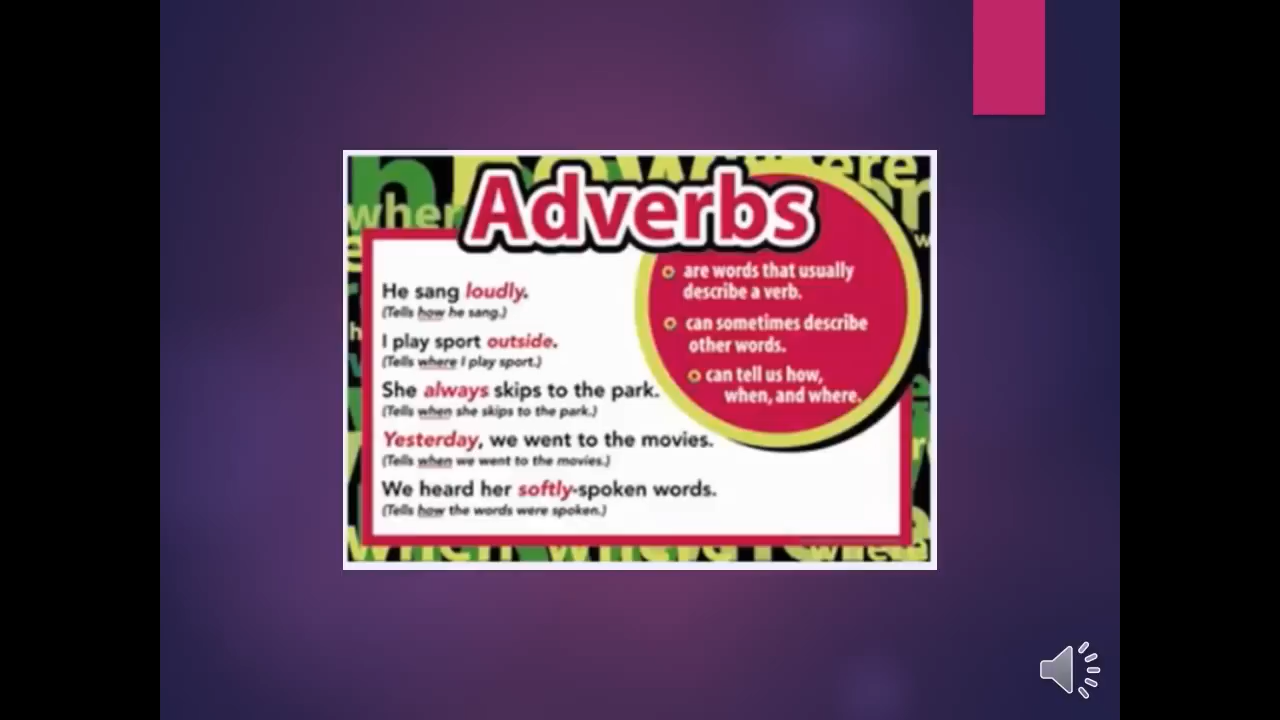 Adverbs
He sang loudly.
(Tells how he sang.)
I play sport outside.
(Tells where I play sport.)
She always skips to the park.
(Tells when she skips to the park.)
Yesterday, we went to the movies.
(Tells when we went to the movies.)
We heard her softly-spoken words.
(Tells how the words were spoken.)
are words that usually
describe a verb.
can sometimes describe
other words.
can tell us how,
when, and where.